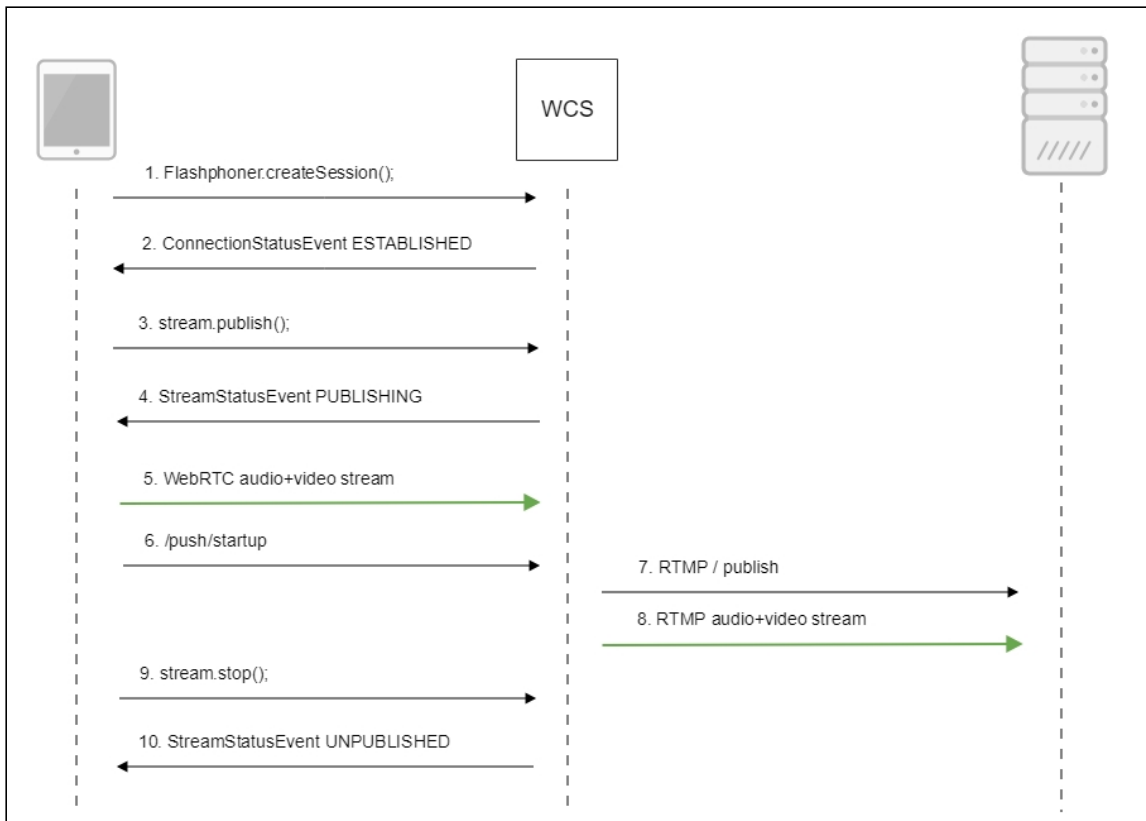 WCS
1. Flashphoner.createSession();
2. ConnectionStatusEvent ESTABLISHED
3. stream.publish();
4. StreamStatusEvent PUBLISHING
5. WebRTC audio+video stream
6. /push/startup
7. RTMP / publish
8. RTMP audio+video stream
9. stream.stop();
10. StreamStatusEvent UNPUBLISHED